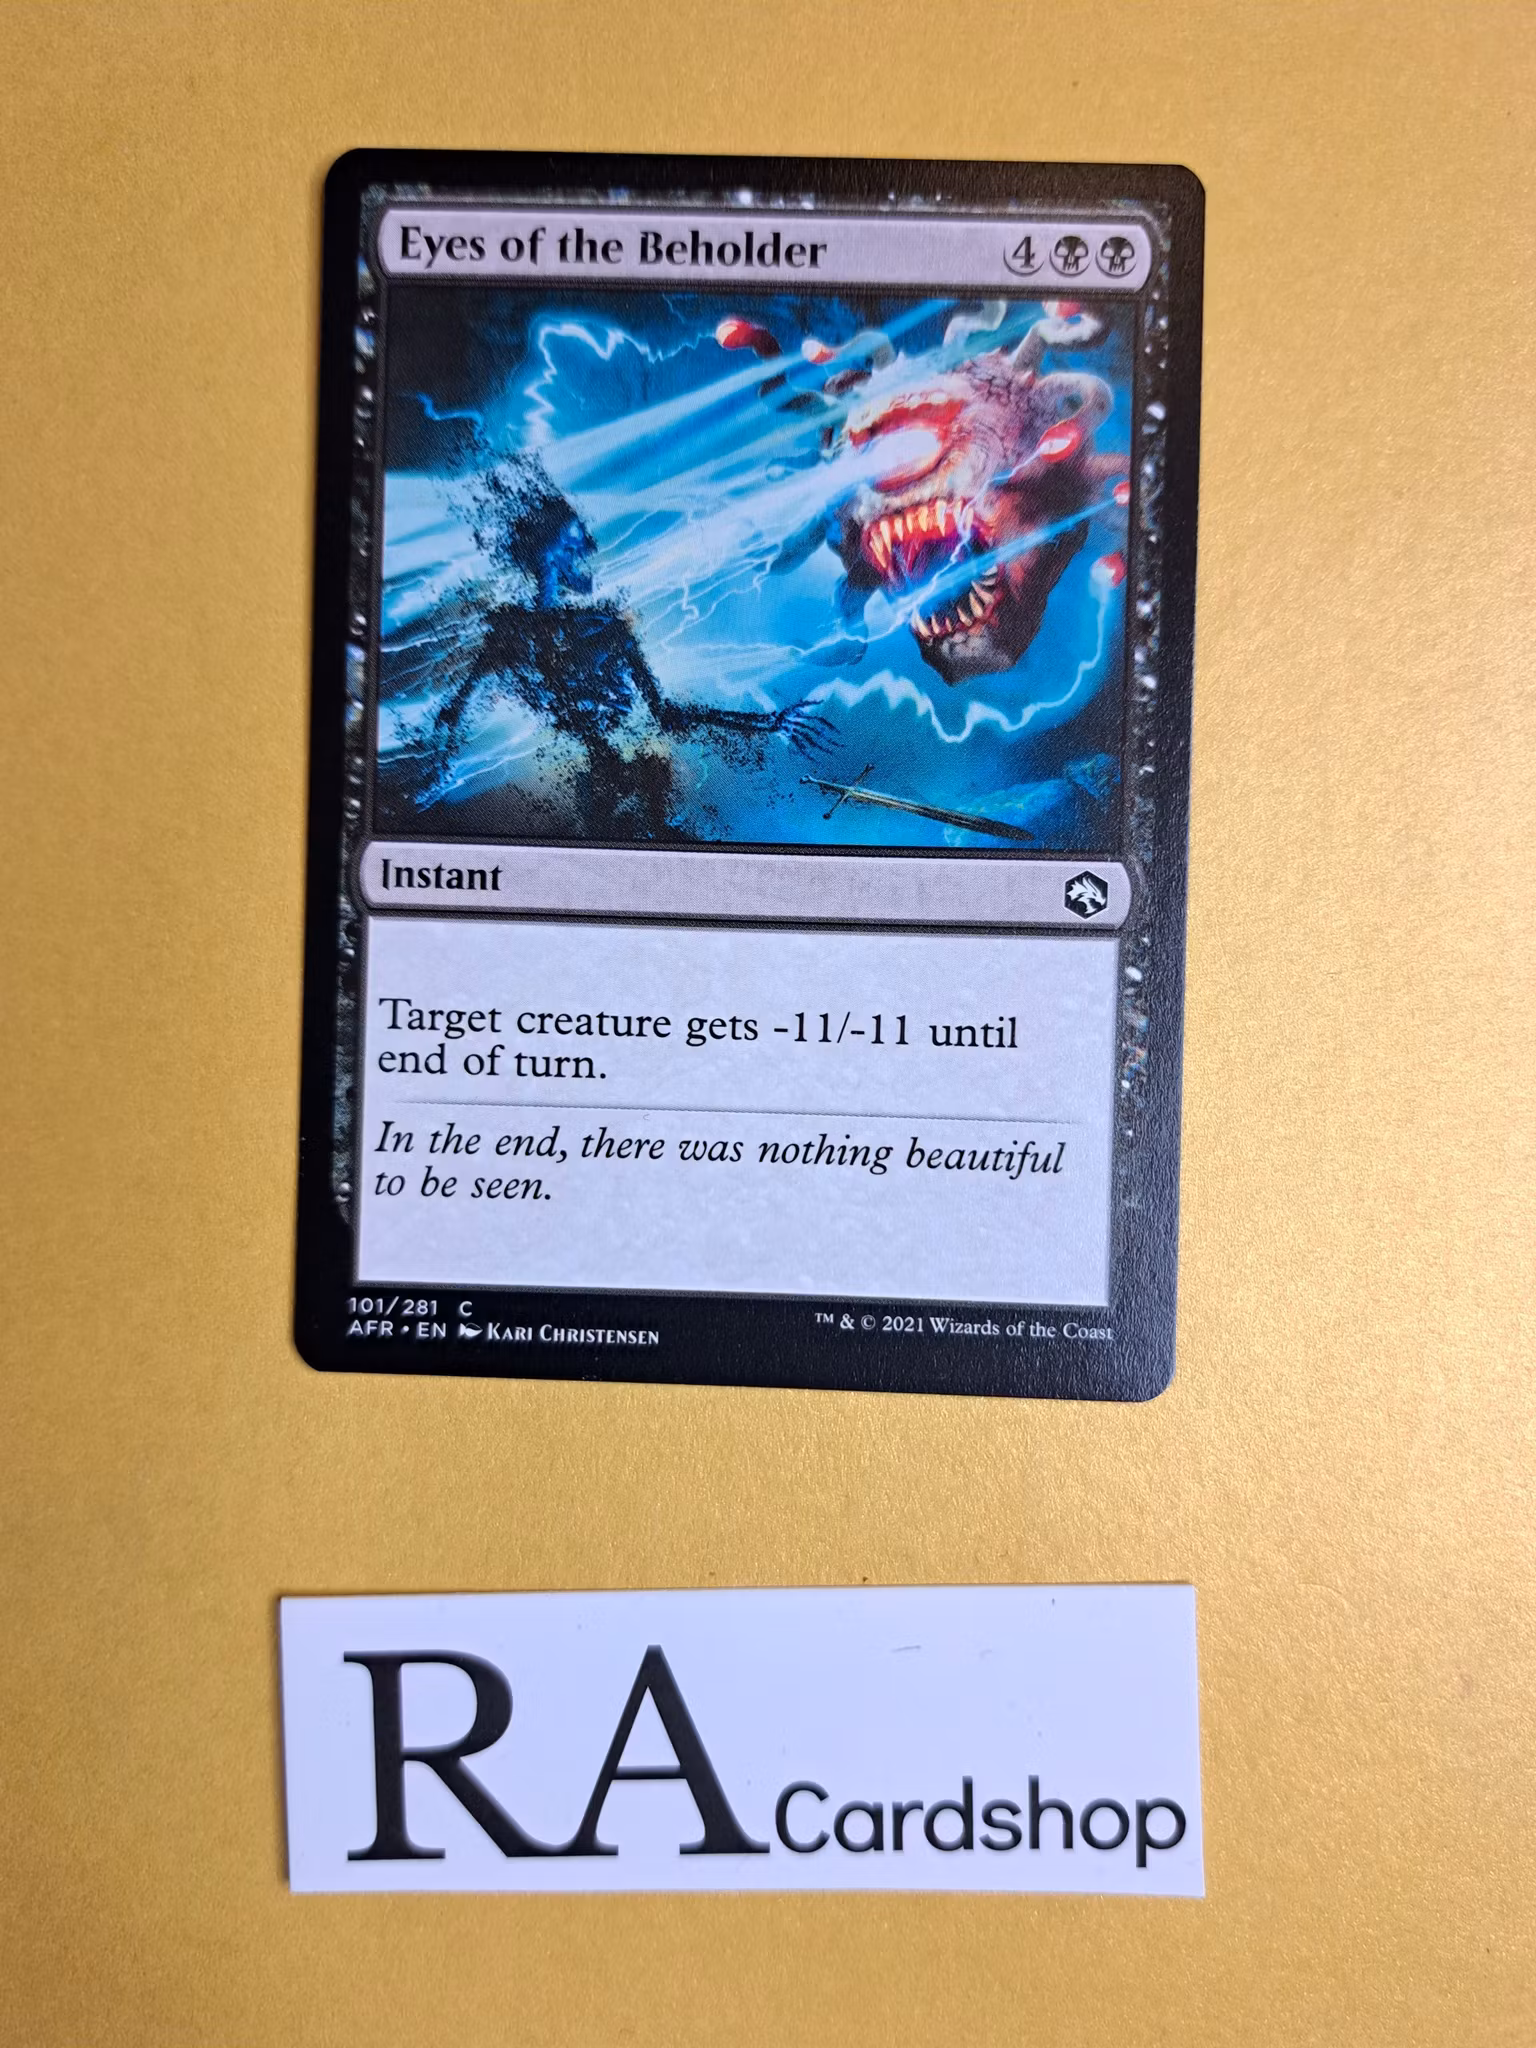 Eyes of the Beholder 4
Instant
Target creature gets -11/-11 until
end of turn.
In the end, there was nothing beautiful
to be seen.
101/281 C
AFR • EN Kari Christensen
™ & © 2021 Wizards of the Coast
RA Cardshop